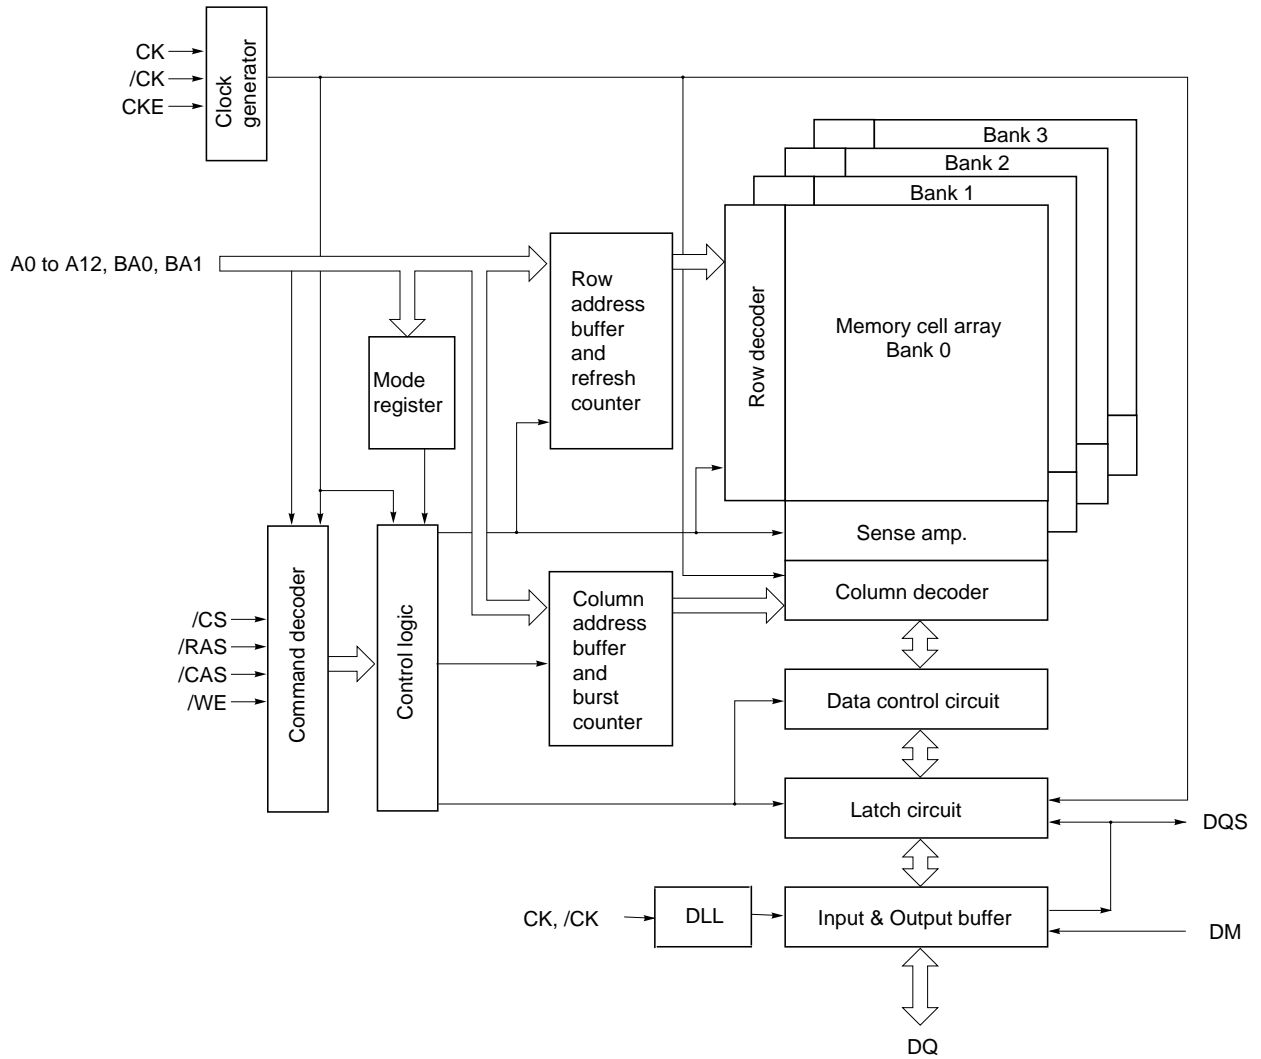 CK
/CK
CKE
Clock
generator
Bank 3
Bank 2
Bank 1
A0 to A12, BA0, BA1
Row
address
buffer
and
refresh
counter
Row decoder
Memory cell array
Bank 0
Mode
register
Sense amp.
Column decoder
Command decoder
Control logic
Column
address
buffer
and
burst
counter
/CS
/RAS
/CAS
/WE
Data control circuit
Latch circuit
DQS
CK, /CK
DLL
Input & Output buffer
DM
DQ